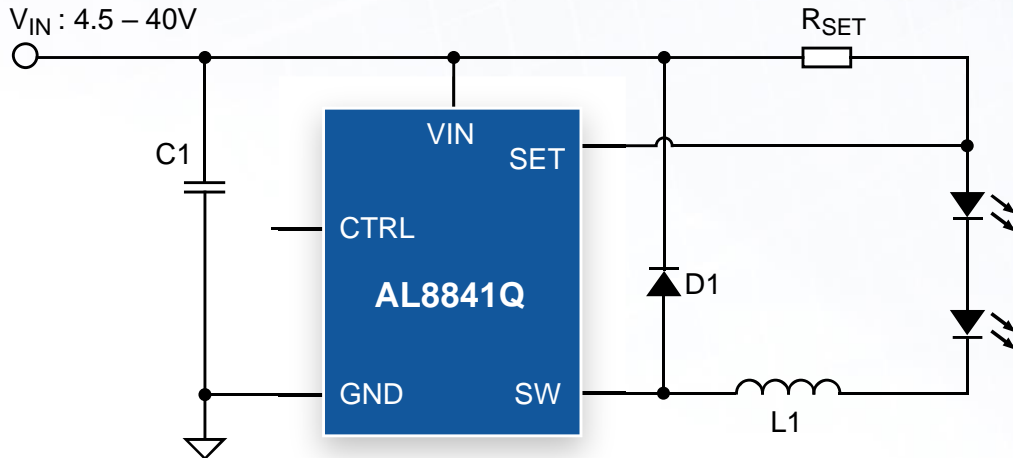 VIN : 4.5 – 40V
RSET
VIN
SET
C1
CTRL
AL8841Q
D1
GND
SW
L1